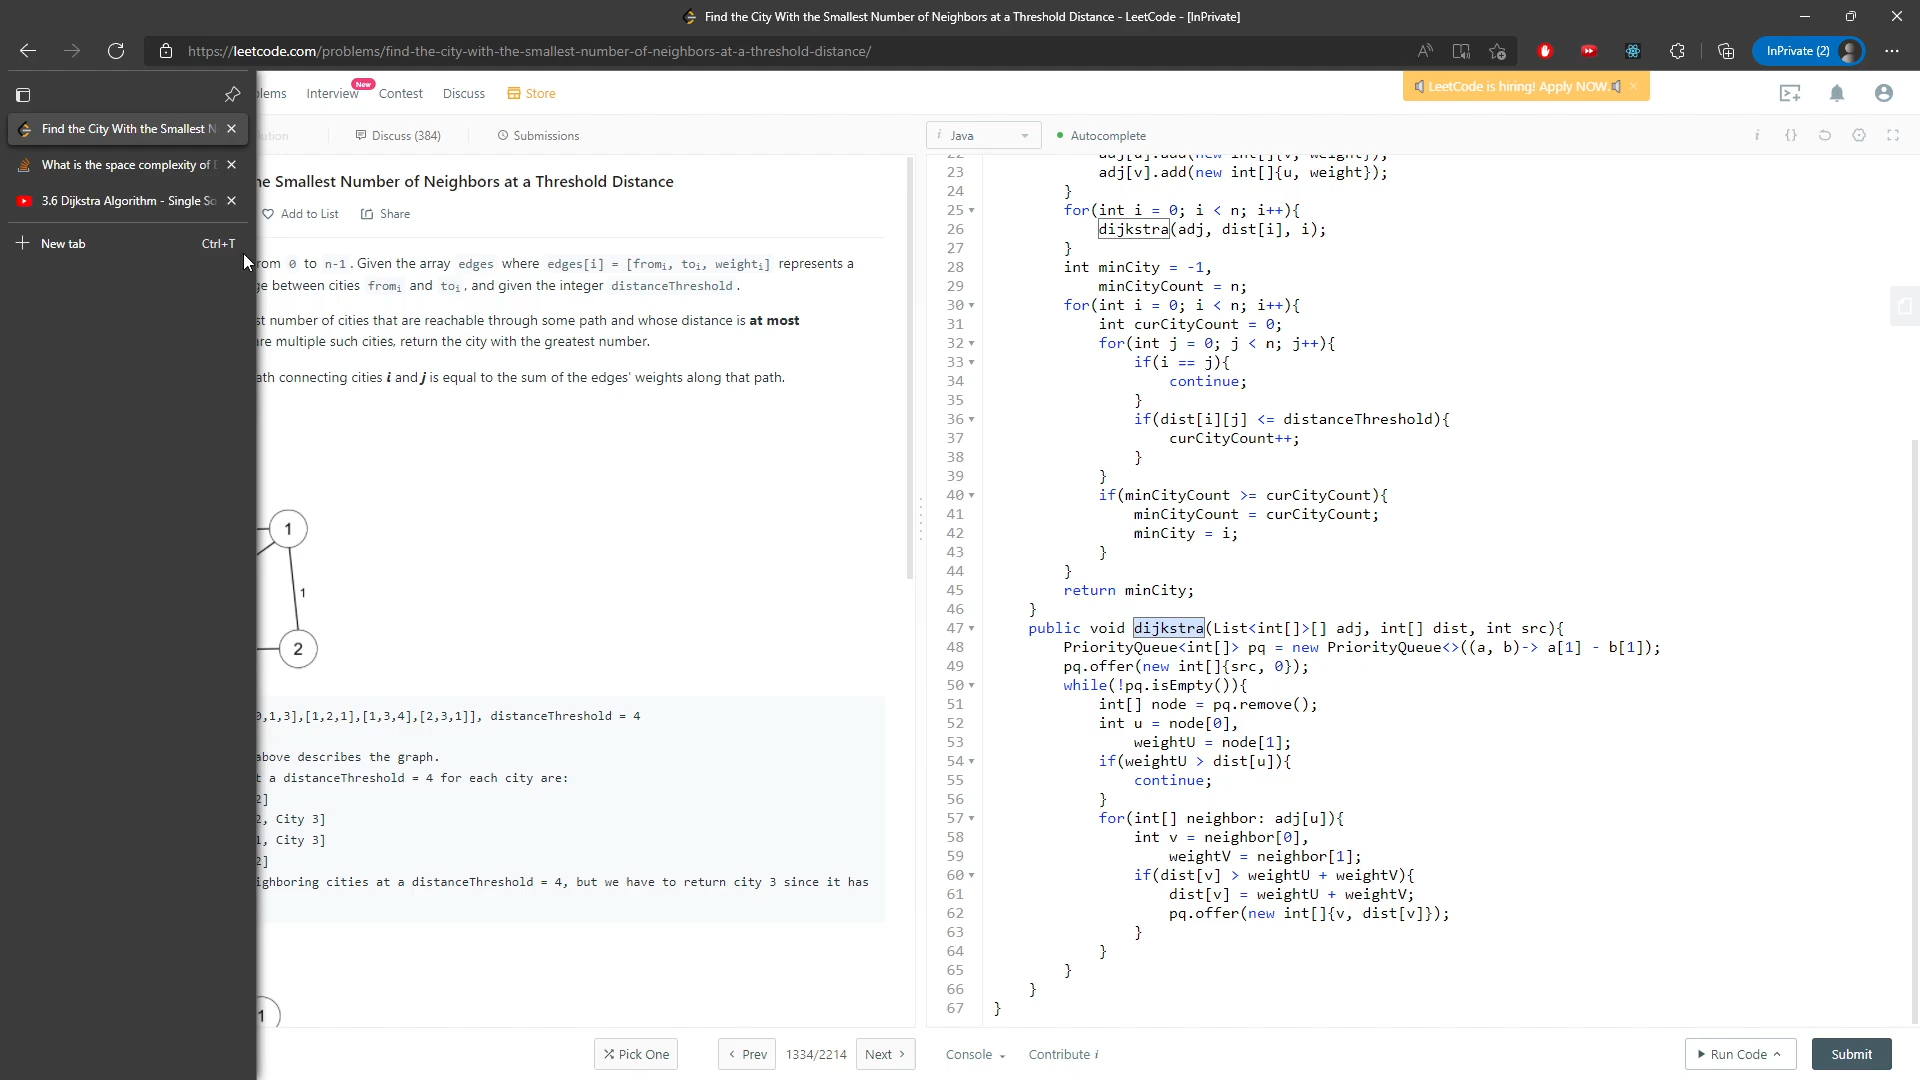 Find the City With the Smallest Number of Neighbors at a Threshold Distance - LeetCode - [InPrivate]
https://leetcode.com/problems/find-the-city-with-the-smallest-number-of-neighbors-at-a-threshold-distance/
InPrivate (2)
Find the City With the Smallest N
What is the space complexity of
3.6 Dijkstra Algorithm - Single So
New tab Ctrl+T
lems Interview New Contest Discuss Store
LeetCode is hiring! Apply NOW.
Discuss (384) Submissions
i Java Autocomplete
he Smallest Number of Neighbors at a Threshold Distance
Add to List Share
rom 0 to n-1. Given the array edges where edges[i] = [fromᵢ, toᵢ, weightᵢ] represents a
ge between cities fromᵢ and toᵢ, and given the integer distanceThreshold.
st number of cities that are reachable through some path and whose distance is at most
re multiple such cities, return the city with the greatest number.
ath connecting cities i and j is equal to the sum of the edges' weights along that path.
1
1
2
0,1,3],[1,2,1],[1,3,4],[2,3,1]], distanceThreshold = 4
above describes the graph.
t a distanceThreshold = 4 for each city are:
2]
2, City 3]
1, City 3]
2]
ighboring cities at a distanceThreshold = 4, but we have to return city 3 since it has
1
22 adj[u].add(new int[]{v, weight});
23 adj[v].add(new int[]{u, weight});
24 }
25 for(int i = 0; i < n; i++){
26 dijkstra(adj, dist[i], i);
27 }
28 int minCity = -1,
29 minCityCount = n;
30 for(int i = 0; i < n; i++){
31 int curCityCount = 0;
32 for(int j = 0; j < n; j++){
33 if(i == j){
34 continue;
35 }
36 if(dist[i][j] <= distanceThreshold){
37 curCityCount++;
38 }
39 }
40 if(minCityCount >= curCityCount){
41 minCityCount = curCityCount;
42 minCity = i;
43 }
44 }
45 return minCity;
46 }
47 public void dijkstra(List<int[]>[] adj, int[] dist, int src){
48 PriorityQueue<int[]> pq = new PriorityQueue<>((a, b)-> a[1] - b[1]);
49 pq.offer(new int[]{src, 0});
50 while(!pq.isEmpty()){
51 int[] node = pq.remove();
52 int u = node[0],
53 weightU = node[1];
54 if(weightU > dist[u]){
55 continue;
56 }
57 for(int[] neighbor: adj[u]){
58 int v = neighbor[0],
59 weightV = neighbor[1];
60 if(dist[v] > weightU + weightV){
61 dist[v] = weightU + weightV;
62 pq.offer(new int[]{v, dist[v]});
63 }
64 }
65 }
66 }
67 }
Pick One Prev 1334/2214 Next Console Contribute i Run Code Submit